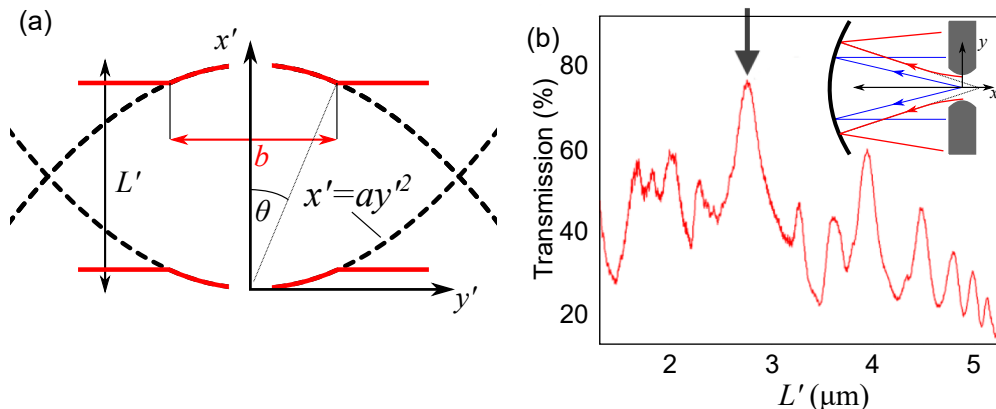 (a)
x′
b
L′
θ
x′=ay′²
y′
(b)
80
60
40
20
Transmission (%)
2
3
4
5
L′ (μm)
y
x